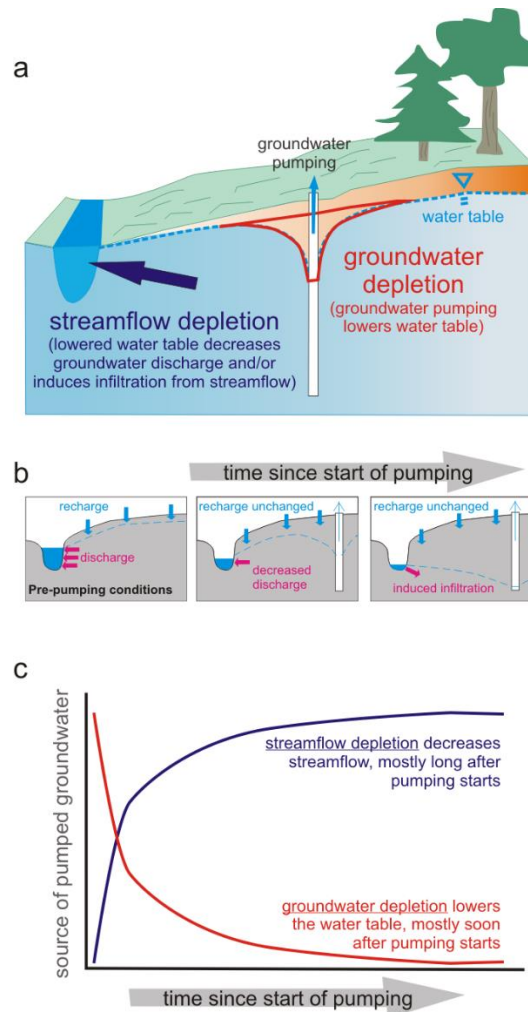 a
groundwater
pumping
water table
groundwater
depletion
(groundwater pumping
lowers water table)
streamflow depletion
(lowered water table decreases
groundwater discharge and/or
induces infiltration from streamflow)
b
time since start of pumping
recharge
discharge
Pre-pumping conditions
recharge unchanged
decreased
discharge
recharge unchanged
induced infiltration
c
source of pumped groundwater
streamflow depletion decreases
streamflow, mostly long after
pumping starts
groundwater depletion lowers
the water table, mostly soon
after pumping starts
time since start of pumping